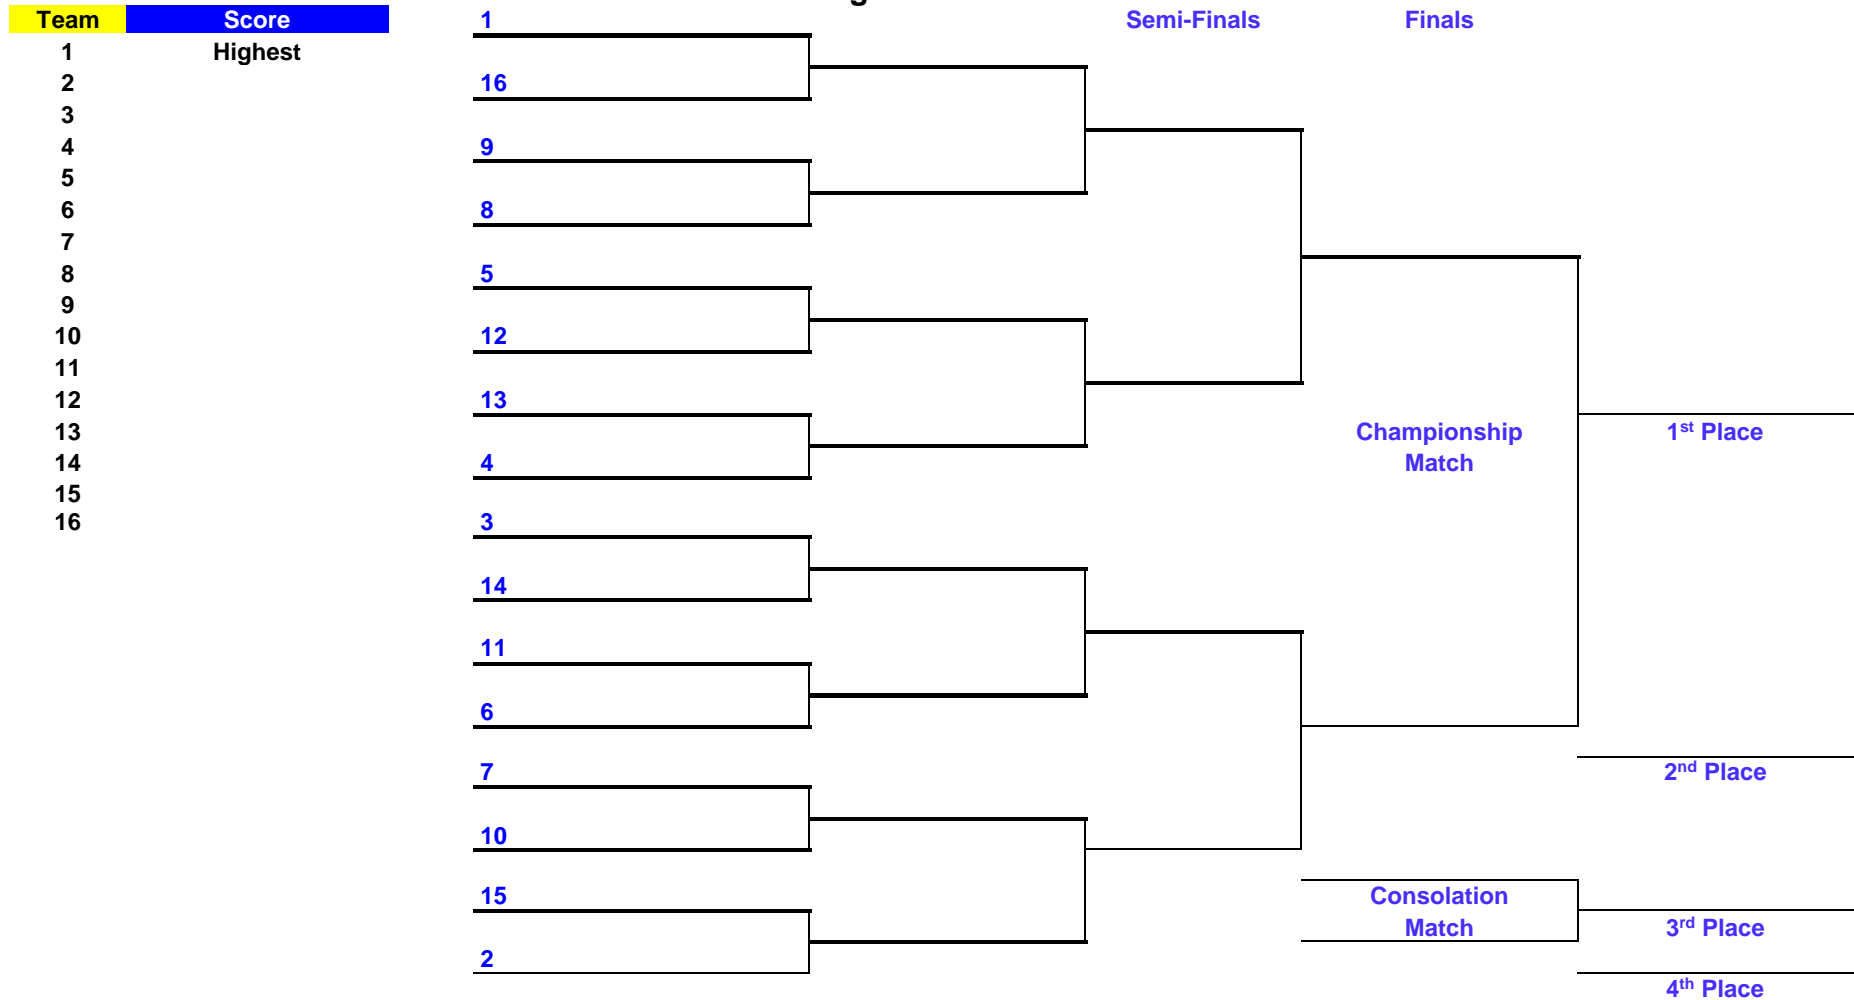 Team Score
1 Highest
2
3
4
5
6
7
8
9
10
11
12
13
14
15
16
1
16
9
8
5
12
13
4
3
14
11
6
7
10
15
2
Semi-Finals Finals
Championship
Match
1st Place
2nd Place
Consolation
Match
3rd Place
4th Place